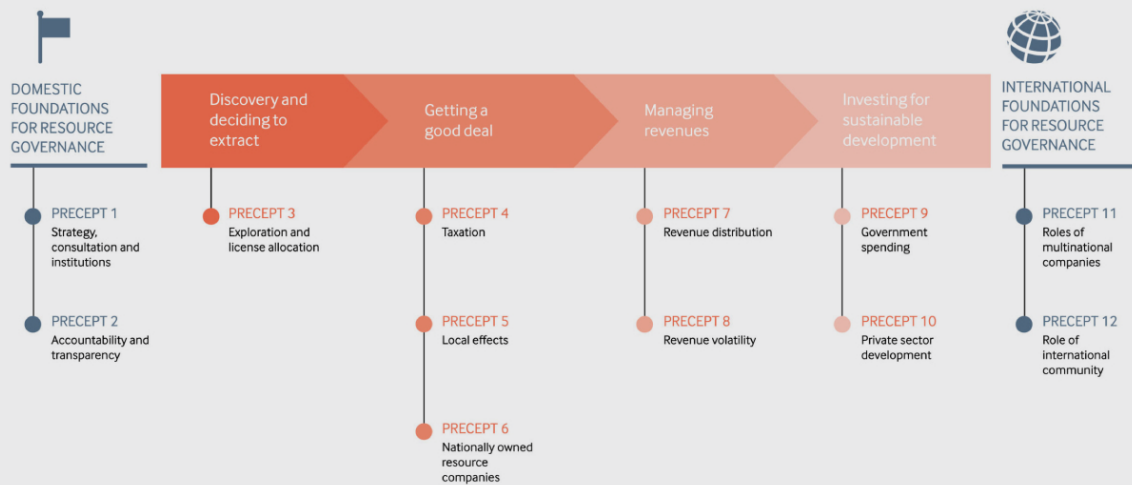 DOMESTIC
FOUNDATIONS
FOR RESOURCE
GOVERNANCE
Discovery and
deciding to
extract
Getting a
good deal
Managing
revenues
Investing for
sustainable
development
INTERNATIONAL
FOUNDATIONS
FOR RESOURCE
GOVERNANCE
PRECEPT 1
Strategy,
consultation and
institutions
PRECEPT 2
Accountability and
transparency
PRECEPT 3
Exploration and
license allocation
PRECEPT 4
Taxation
PRECEPT 5
Local effects
PRECEPT 6
Nationally owned
resource
companies
PRECEPT 7
Revenue distribution
PRECEPT 8
Revenue volatility
PRECEPT 9
Government
spending
PRECEPT 10
Private sector
development
PRECEPT 11
Roles of
multinational
companies
PRECEPT 12
Role of
international
community